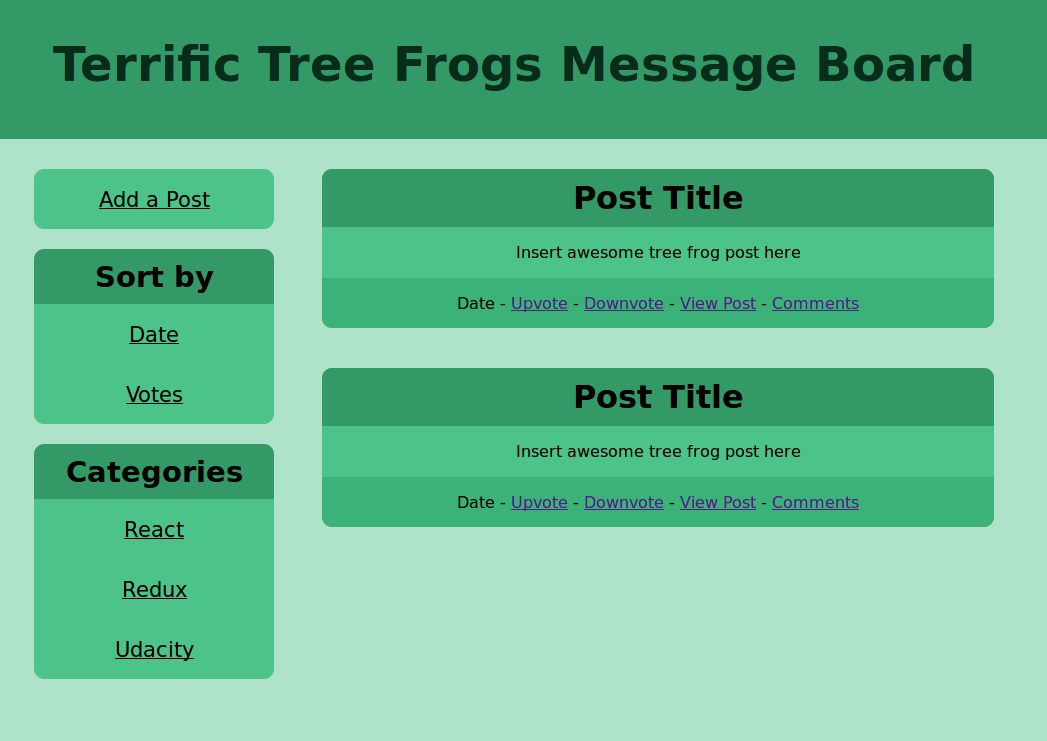 Terrific Tree Frogs Message Board
Add a Post
Sort by
Date
Votes
Categories
React
Redux
Udacity
Post Title
Insert awesome tree frog post here
Date - Upvote - Downvote - View Post - Comments
Post Title
Insert awesome tree frog post here
Date - Upvote - Downvote - View Post - Comments